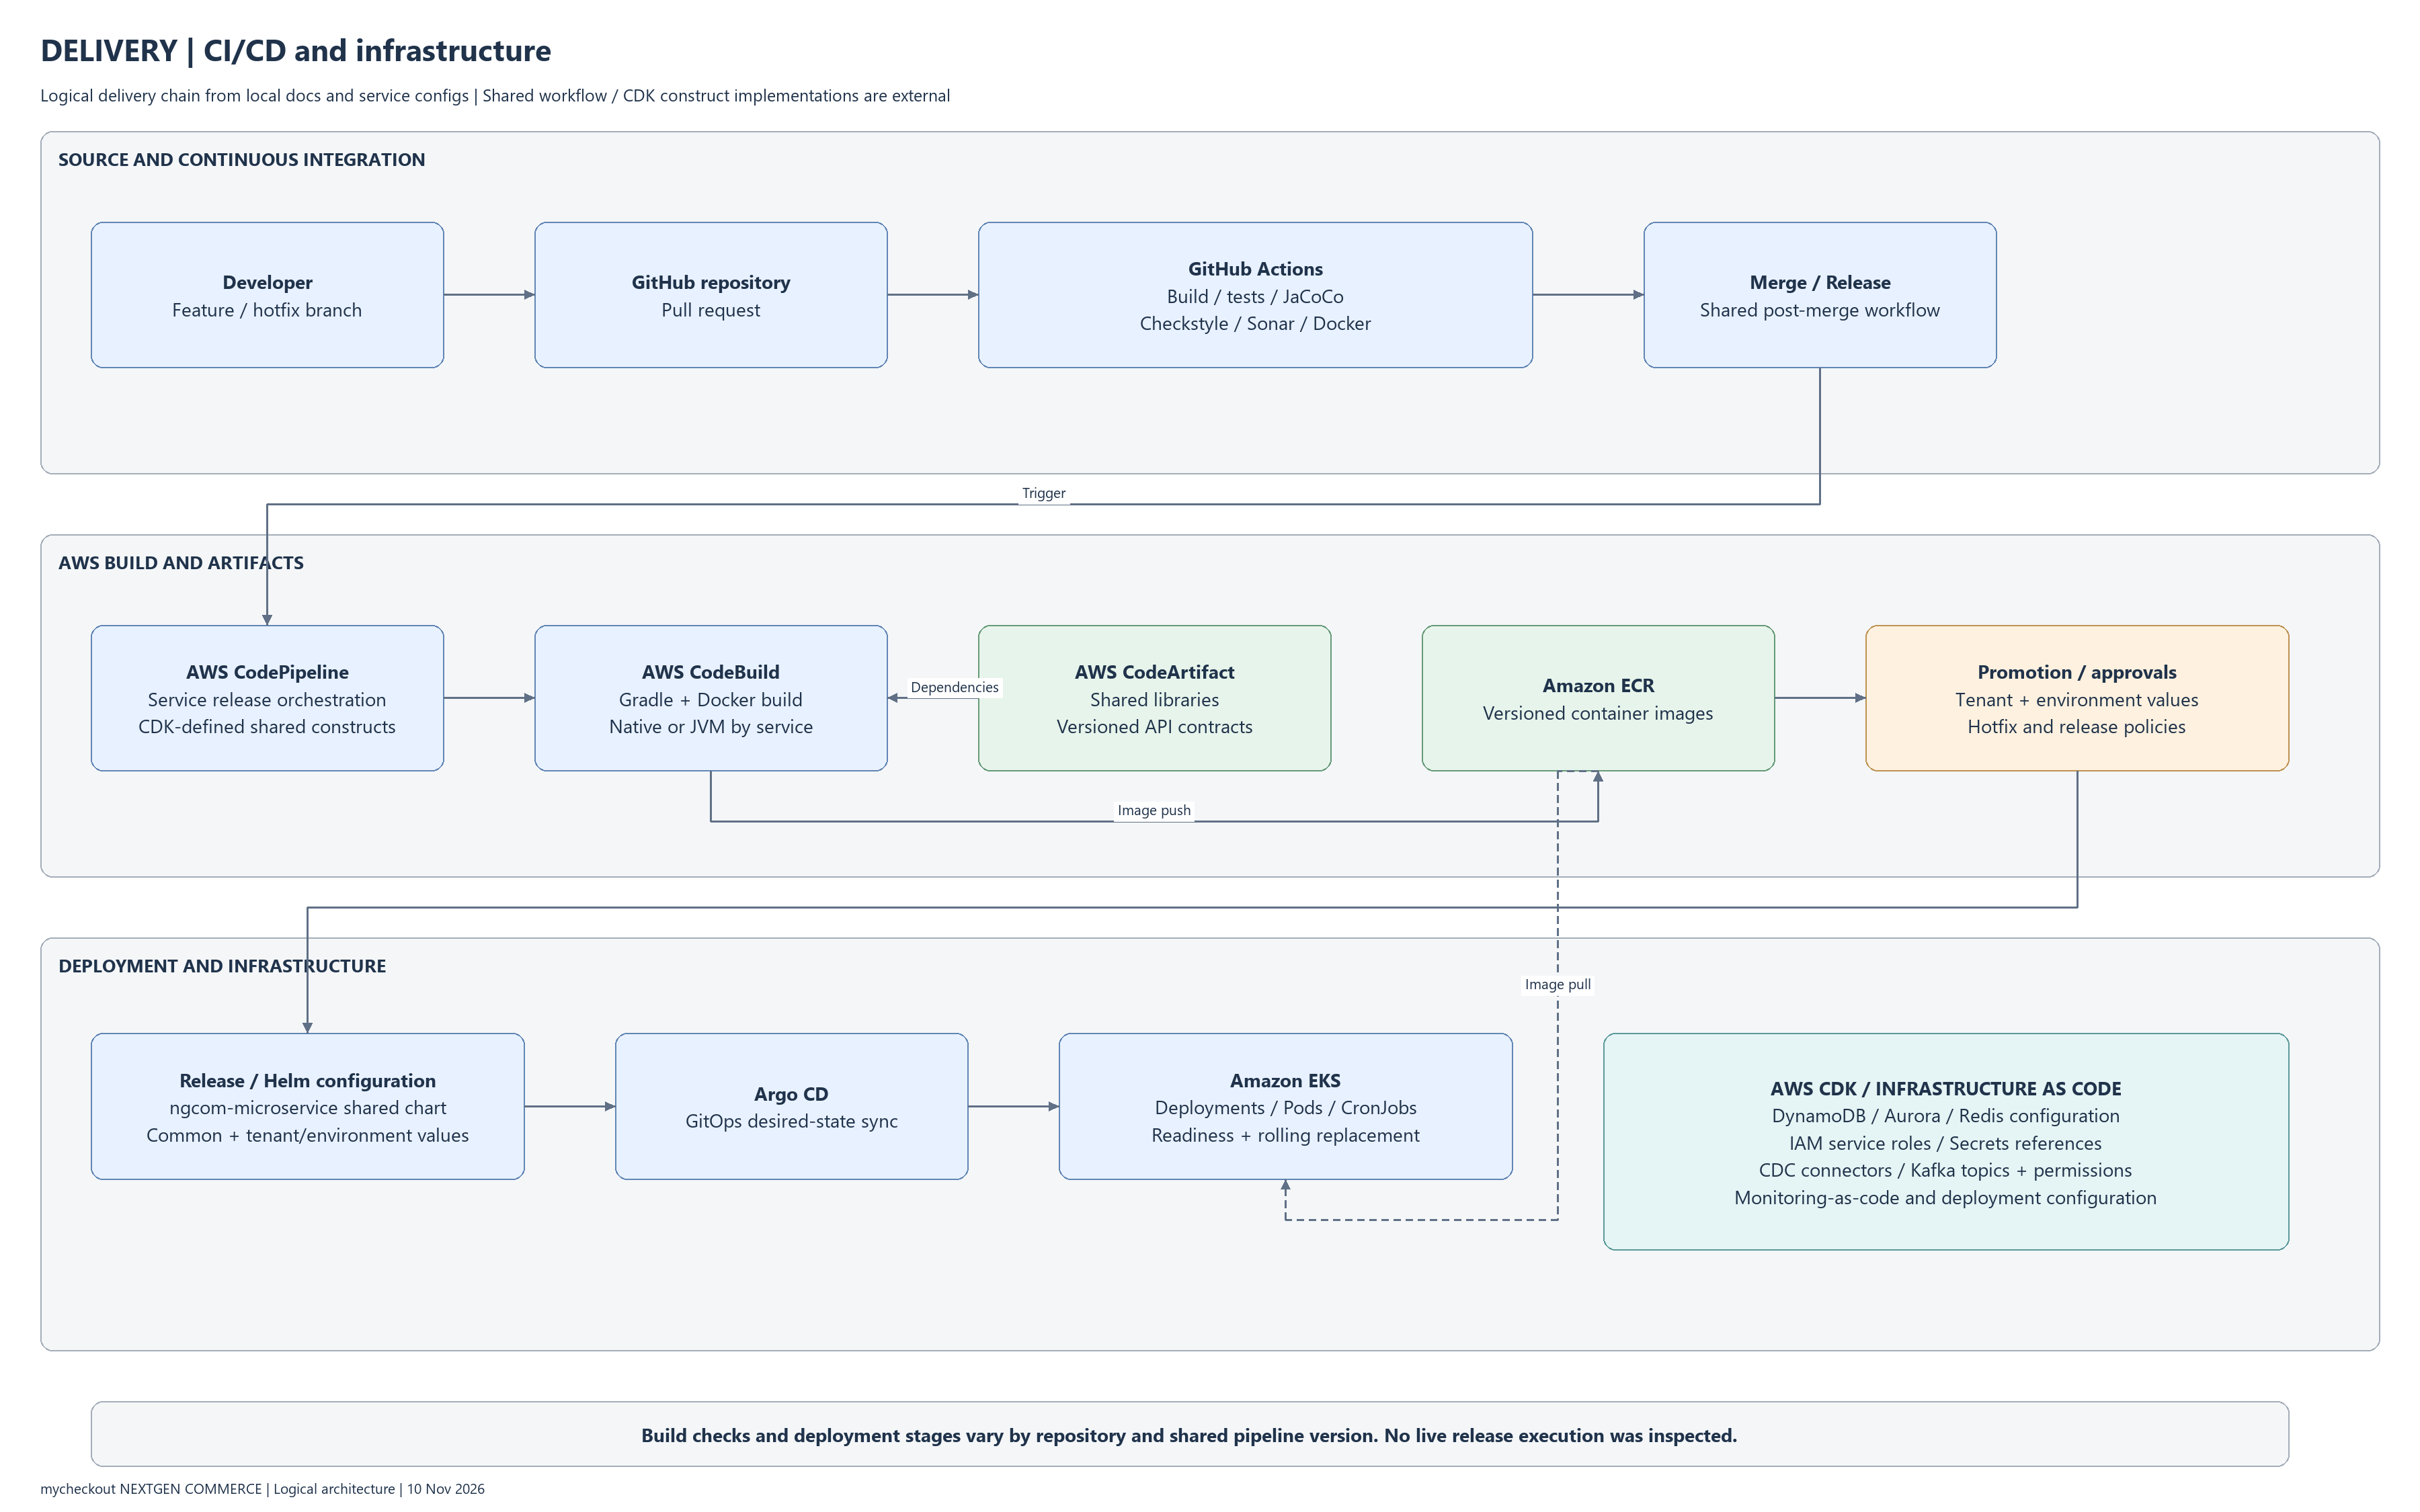 DELIVERY | CI/CD and infrastructure
Logical delivery chain from local docs and service configs | Shared workflow / CDK construct implementations are external
SOURCE AND CONTINUOUS INTEGRATION
Developer
Feature / hotfix branch
GitHub repository
Pull request
GitHub Actions
Build / tests / JaCoCo
Checkstyle / Sonar / Docker
Merge / Release
Shared post-merge workflow
Trigger
AWS BUILD AND ARTIFACTS
AWS CodePipeline
Service release orchestration
CDK-defined shared constructs
AWS CodeBuild
Gradle + Docker build
Native or JVM by service
Dependencies
AWS CodeArtifact
Shared libraries
Versioned API contracts
Amazon ECR
Versioned container images
Promotion / approvals
Tenant + environment values
Hotfix and release policies
Image push
DEPLOYMENT AND INFRASTRUCTURE
Image pull
Release / Helm configuration
ngcom-microservice shared chart
Common + tenant/environment values
Argo CD
GitOps desired-state sync
Amazon EKS
Deployments / Pods / CronJobs
Readiness + rolling replacement
AWS CDK / INFRASTRUCTURE AS CODE
DynamoDB / Aurora / Redis configuration
IAM service roles / Secrets references
CDC connectors / Kafka topics + permissions
Monitoring-as-code and deployment configuration
Build checks and deployment stages vary by repository and shared pipeline version. No live release execution was inspected.
mycheckout NEXTGEN COMMERCE | Logical architecture | 10 Nov 2026